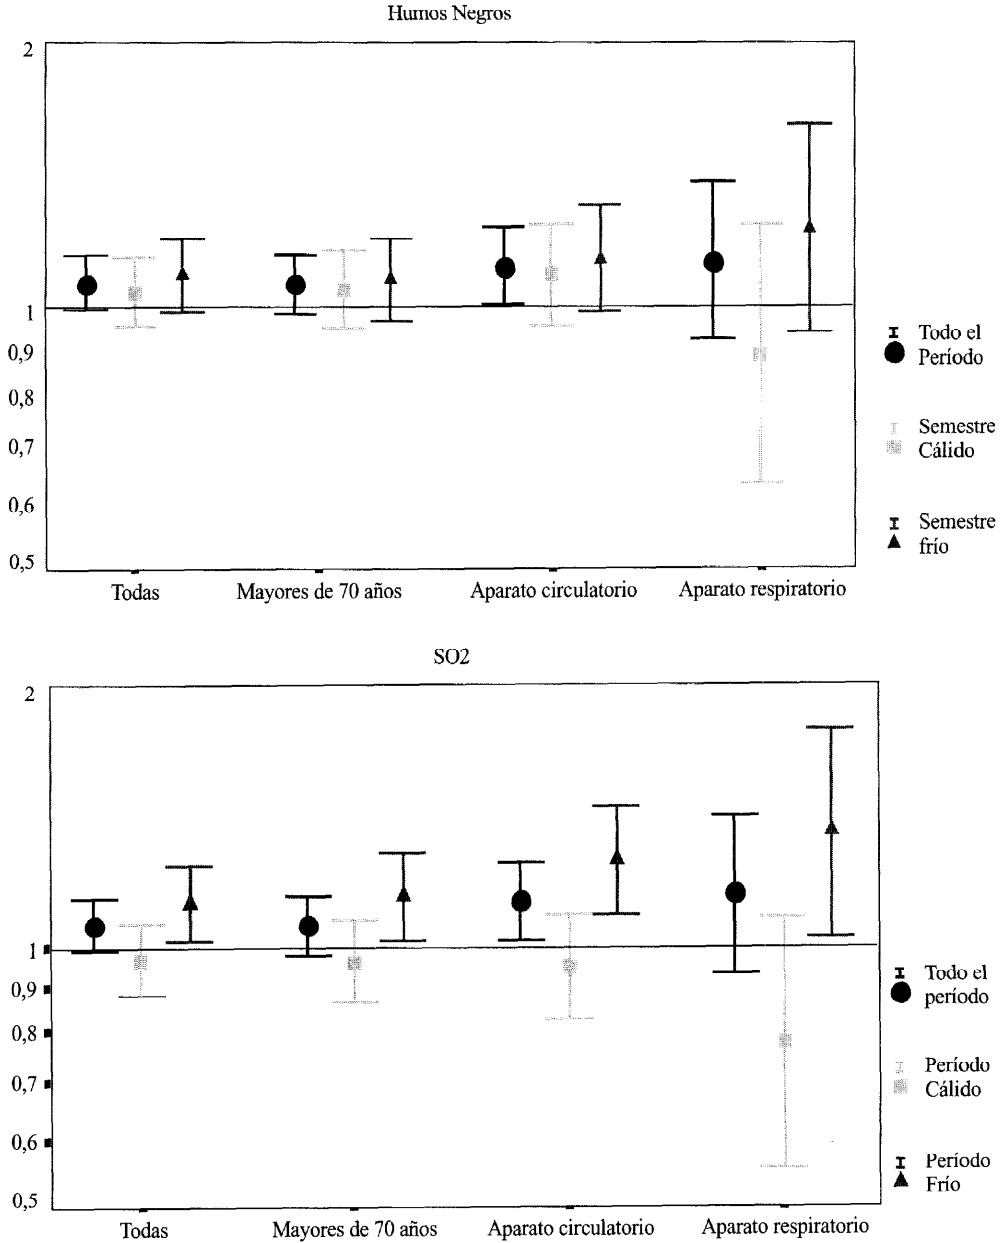 Humos Negros
2
1
0,9
0,8
0,7
0,6
0,5
Todas
Mayores de 70 años
Aparato circulatorio
Aparato respiratorio
Todo el
Período
Semestre
Cálido
Semestre
frío
SO2
2
1
0,9
0,8
0,7
0,6
0,5
Todas
Mayores de 70 años
Aparato circulatorio
Aparato respiratorio
Todo el
período
Período
Cálido
Período
Frío